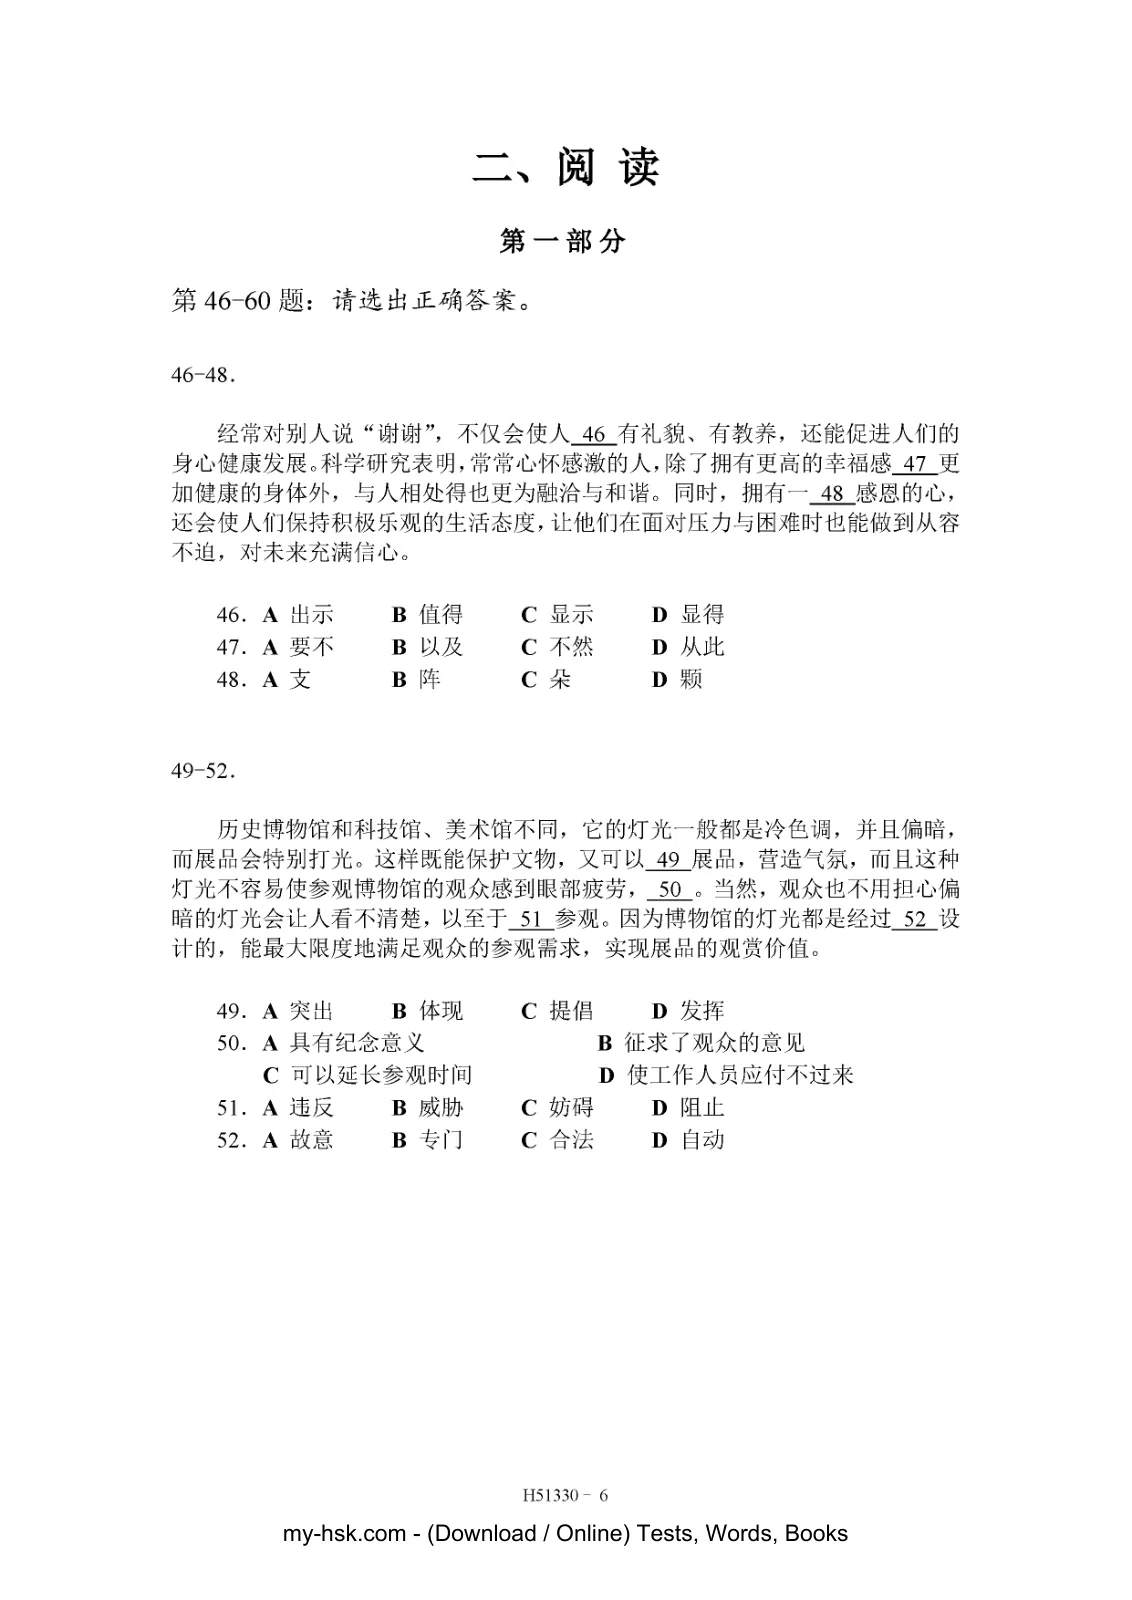 二、阅 读
第一部分
第 46-60 题：请选出正确答案。
46-48．
经常对别人说“谢谢”，不仅会使人 46 有礼貌、有教养，还能促进人们的
身心健康发展。科学研究表明，常常心怀感激的人，除了拥有更高的幸福感 47 更
加健康的身体外，与人相处得也更为融洽与和谐。同时，拥有一 48 感恩的心，
还会使人们保持积极乐观的生活态度，让他们在面对压力与困难时也能做到从容
不迫，对未来充满信心。
46．A 出示 B 值得 C 显示 D 显得
47．A 要不 B 以及 C 不然 D 从此
48．A 支 B 阵 C 朵 D 颗
49-52．
历史博物馆和科技馆、美术馆不同，它的灯光一般都是冷色调，并且偏暗，
而展品会特别打光。这样既能保护文物，又可以 49 展品，营造气氛，而且这种
灯光不容易使参观博物馆的观众感到眼部疲劳， 50 。当然，观众也不用担心偏
暗的灯光会让人看不清楚，以至于 51 参观。因为博物馆的灯光都是经过 52 设
计的，能最大限度地满足观众的参观需求，实现展品的观赏价值。
49．A 突出 B 体现 C 提倡 D 发挥
50．A 具有纪念意义 B 征求了观众的意见
C 可以延长参观时间 D 使工作人员应付不过来
51．A 违反 B 威胁 C 妨碍 D 阻止
52．A 故意 B 专门 C 合法 D 自动
H51330- 6
my-hsk.com - (Download / Online) Tests, Words, Books